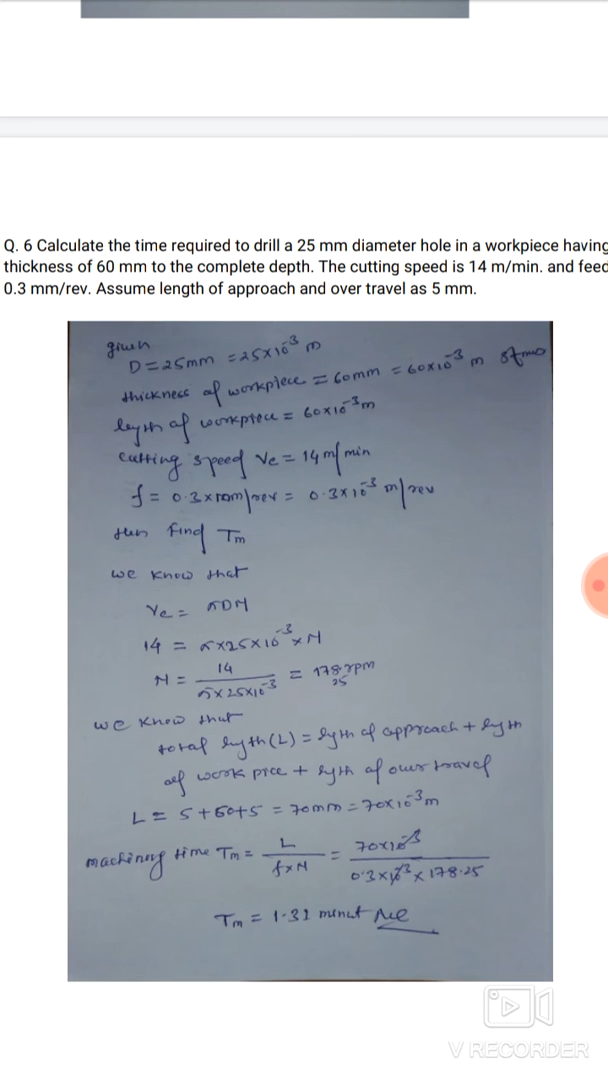 Q. 6 Calculate the time required to drill a 25 mm diameter hole in a workpiece having
thickness of 60 mm to the complete depth. The cutting speed is 14 m/min. and feed
0.3 mm/rev. Assume length of approach and over travel as 5 mm.
given
D=25mm = 25×10⁻³ m
thickness of workpiece = 60mm = 60×10⁻³ m
length of workpiece = 60×10⁻³m
cutting speed Vc = 14 m/min
f = 0.3 mm/rev = 0.3×10⁻³ m/rev
then find Tm
we know that
Vc = πDN
14 = π×25×10⁻³ ×N
N = 14 / π×25×10⁻³ = 178.25 rpm
we know that
total length (L) = length of approach + length
of work piece + length of over travel
L = 5+60+5 = 70mm = 70×10⁻³m
machining time Tm = L / f×N = 70×10⁻³ / 0.3×10⁻³ × 178.25
Tm = 1.31 minut
V RECORDER